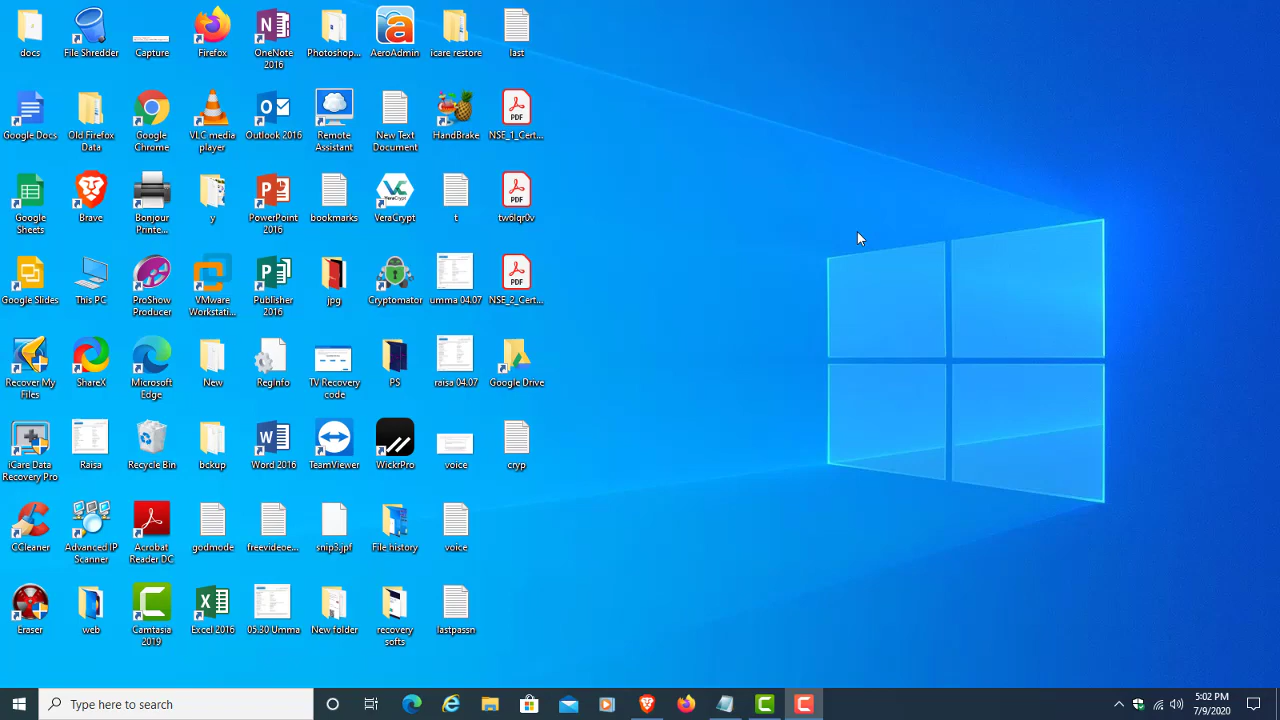 docs
File Shredder
Capture
Firefox
OneNote
2016
Photoshop...
AeroAdmin
icare restore
last
Google Docs
Old Firefox
Data
Google
Chrome
VLC media
player
Outlook 2016
Remote
Assistant
New Text
Document
HandBrake
PDF
NSE_1_Cert...
Google
Sheets
Brave
Bonjour
Printe...
y
PowerPoint
2016
bookmarks
VeraCrypt
t
PDF
tw6lqr0v
Google Slides
This PC
ProShow
Producer
VMware
Workstati...
Publisher
2016
jpg
Cryptomator
umma 04.07
PDF
NSE_2_Cert...
Recover My
Files
ShareX
Microsoft
Edge
New
RegInfo
TV Recovery
code
PS
raisa 04.07
Google Drive
iCare Data
Recovery Pro
Raisa
Recycle Bin
bckup
Word 2016
TeamViewer
WickrPro
voice
cryp
CCleaner
Advanced IP
Scanner
Acrobat
Reader DC
godmode
freevideoe...
snip3.jpf
File history
voice
Eraser
web
Camtasia
2019
Excel 2016
05.30 Umma
New folder
recovery
softs
lastpassn
Type here to search
5:02 PM
7/9/2020